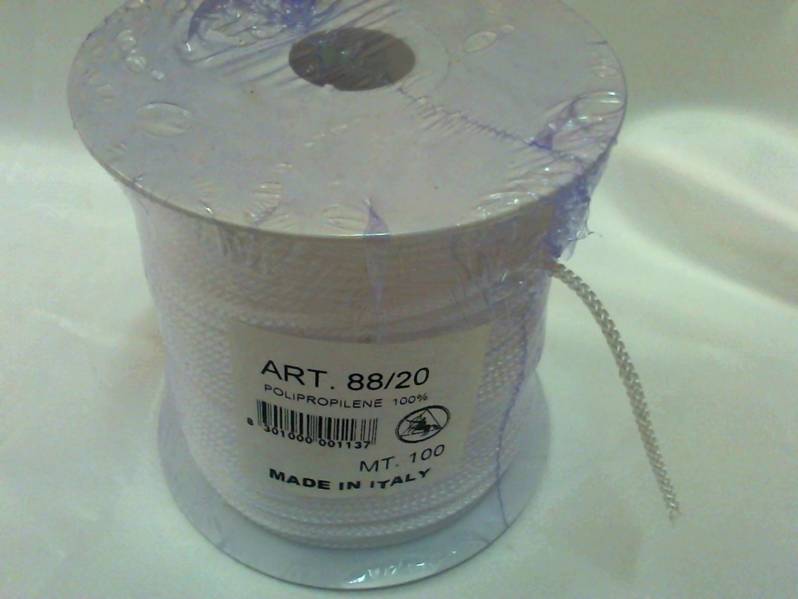 ART. 88/20
POLIPROPILENE 100%
8 301000 001137
MT. 100
MADE IN ITALY